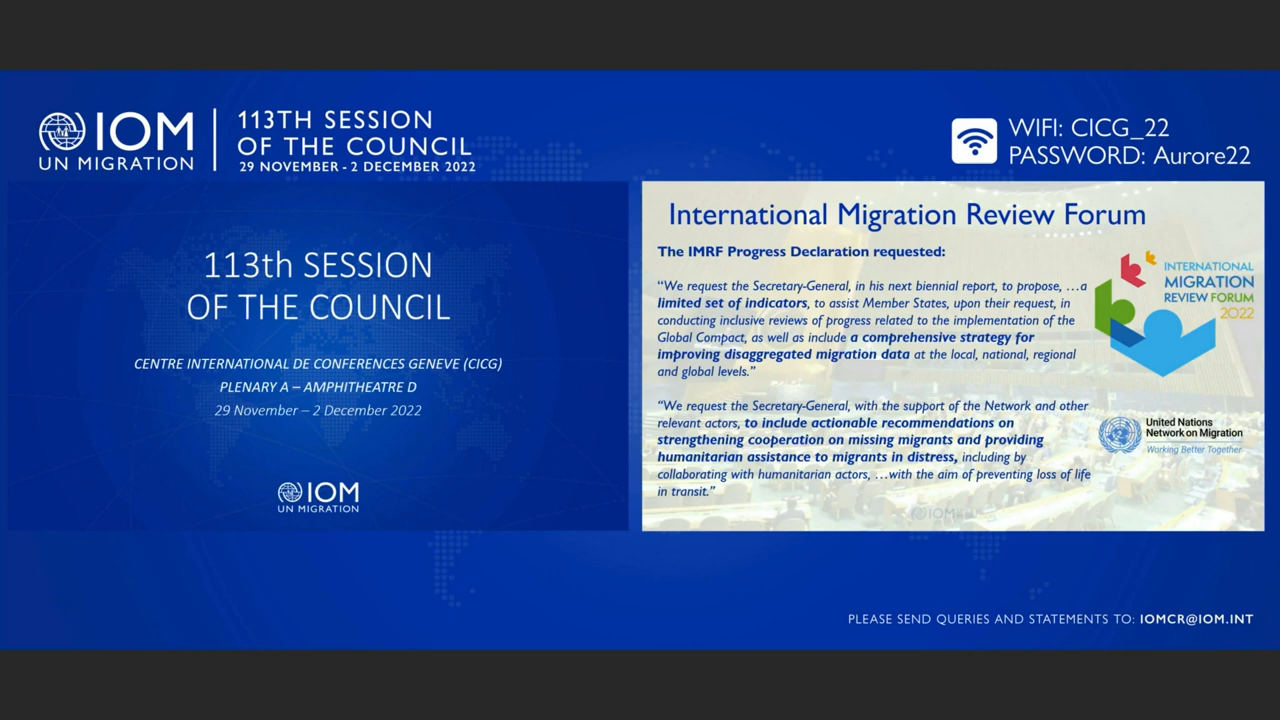 IOM
UN MIGRATION
113TH SESSION
OF THE COUNCIL
29 NOVEMBER - 2 DECEMBER 2022
WIFI: CICG_22
PASSWORD: Aurore22
113th SESSION
OF THE COUNCIL
CENTRE INTERNATIONAL DE CONFERENCES GENEVE (CICG)
PLENARY A – AMPHITHEATRE D
29 November – 2 December 2022
IOM
UN MIGRATION
International Migration Review Forum
The IMRF Progress Declaration requested:
“We request the Secretary-General, in his next biennial report, to propose, …a
limited set of indicators, to assist Member States, upon their request, in
conducting inclusive reviews of progress related to the implementation of the
Global Compact, as well as include a comprehensive strategy for
improving disaggregated migration data at the local, national, regional
and global levels.”
“We request the Secretary-General, with the support of the Network and other
relevant actors, to include actionable recommendations on
strengthening cooperation on missing migrants and providing
humanitarian assistance to migrants in distress, including by
collaborating with humanitarian actors, …with the aim of preventing loss of life
in transit.”
INTERNATIONAL
MIGRATION
REVIEW FORUM
2022
United Nations
Network on Migration
Working Better Together
IOM
PLEASE SEND QUERIES AND STATEMENTS TO: IOMCR@IOM.INT